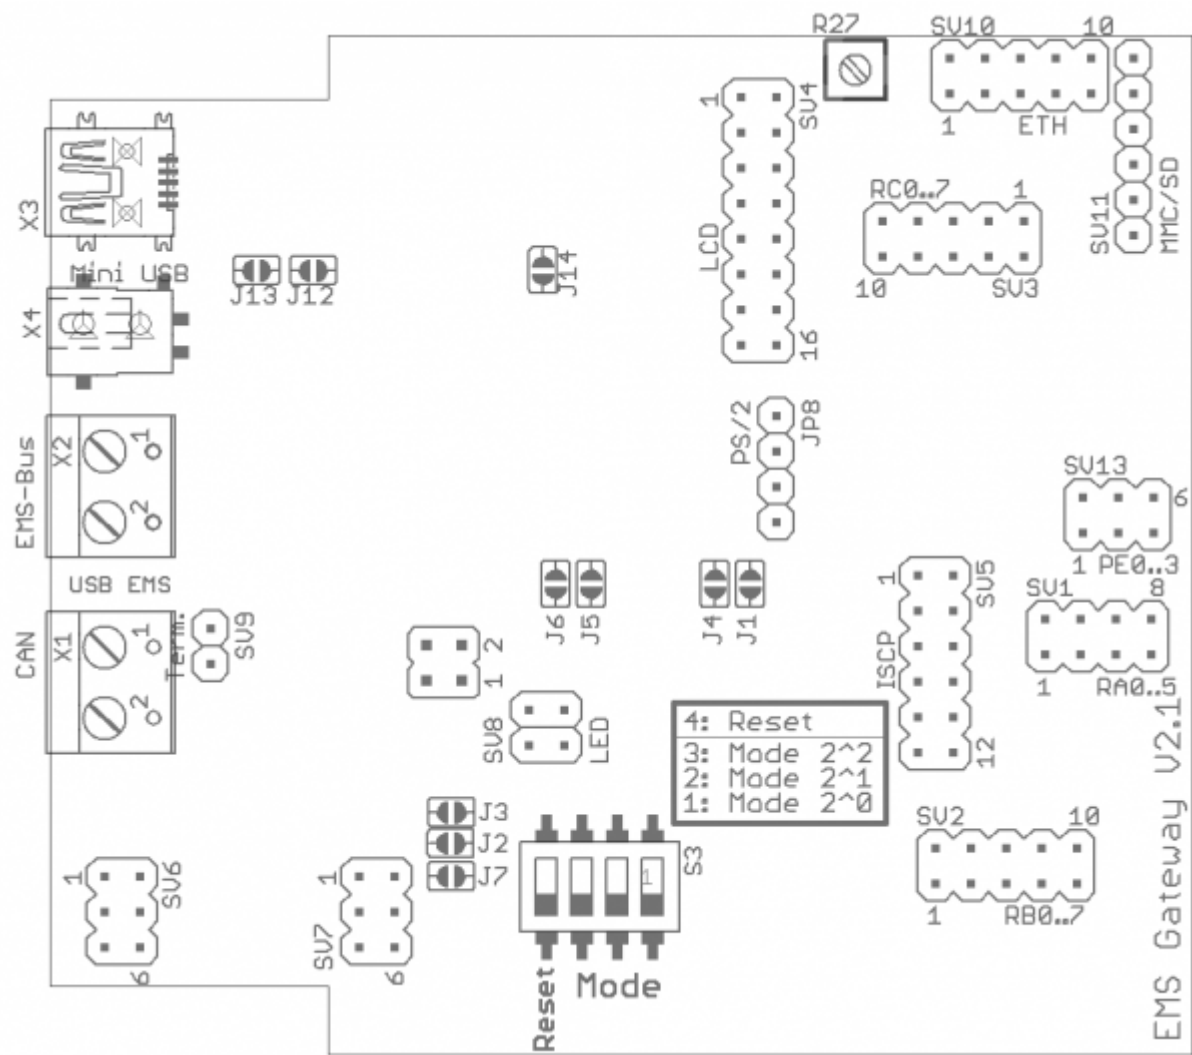 R27
SV10
10
1
ETH
1
SV4
LCD
16
MMC/SD
SV11
RC0..7
1
10
SV3
X3
Mini USB
J13
J12
J14
X4
PS/2
JP8
EMS-Bus
X2
1
2
SV13
6
1
PE0..3
USB EMS
J6
J5
J4
J1
1
SV5
ISCP
12
SV1
8
1
RA0..5
CAN
X1
1
2
Term.
SV9
2
1
SV8
LED
4: Reset
3: Mode 2^2
2: Mode 2^1
1: Mode 2^0
J3
J2
J7
S3
1
SV2
10
1
RB0..7
1
SV6
6
1
SV7
6
Reset
Mode
EMS Gateway V2.1